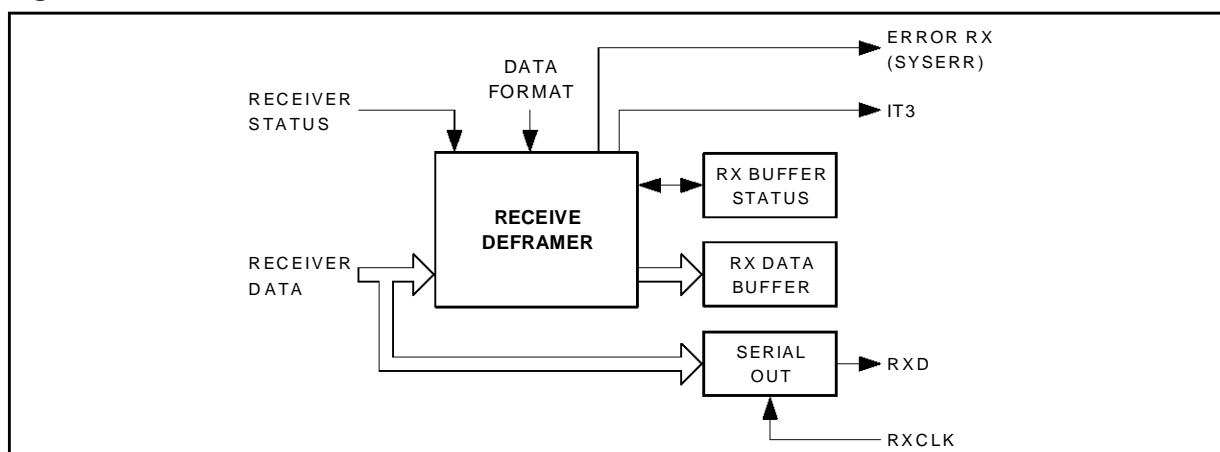 ERROR RX
(SYSERR)
DATA
FORMAT
RECEIVER
STATUS
IT3
RX BUFFER
STATUS
RECEIVE
DEFRAMER
RECEIVER
DATA
RX DATA
BUFFER
SERIAL
OUT
RXD
RXCLK